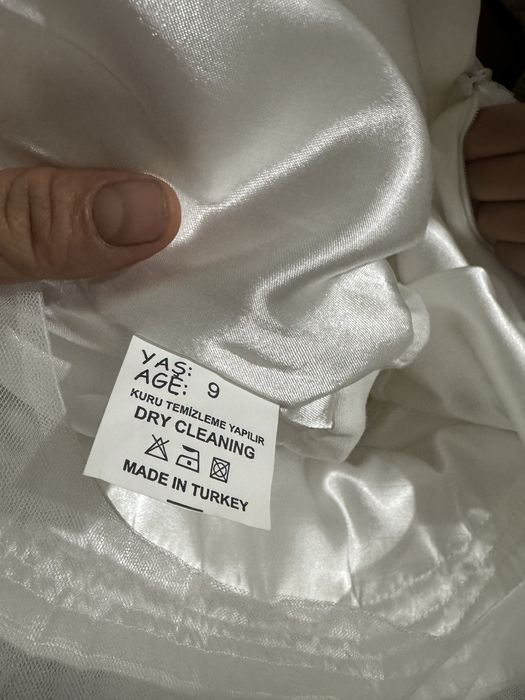 YAŞ:
AGE: 9
KURU TEMİZLEME YAPILIR
DRY CLEANING
MADE IN TURKEY